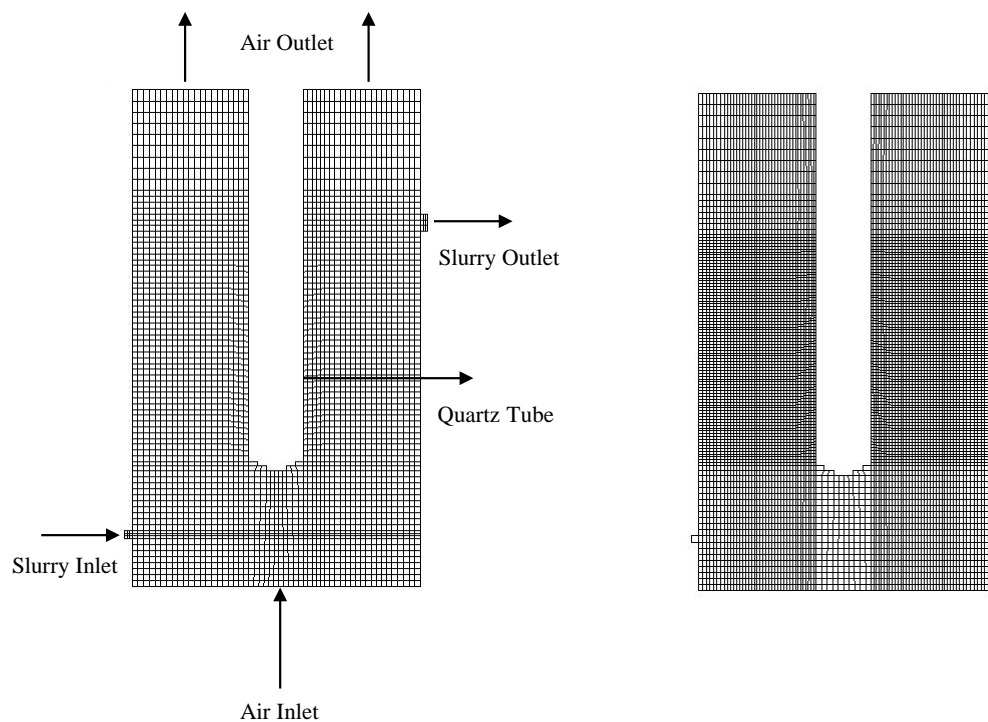 Air Outlet
Slurry Outlet
Quartz Tube
Slurry Inlet
Air Inlet